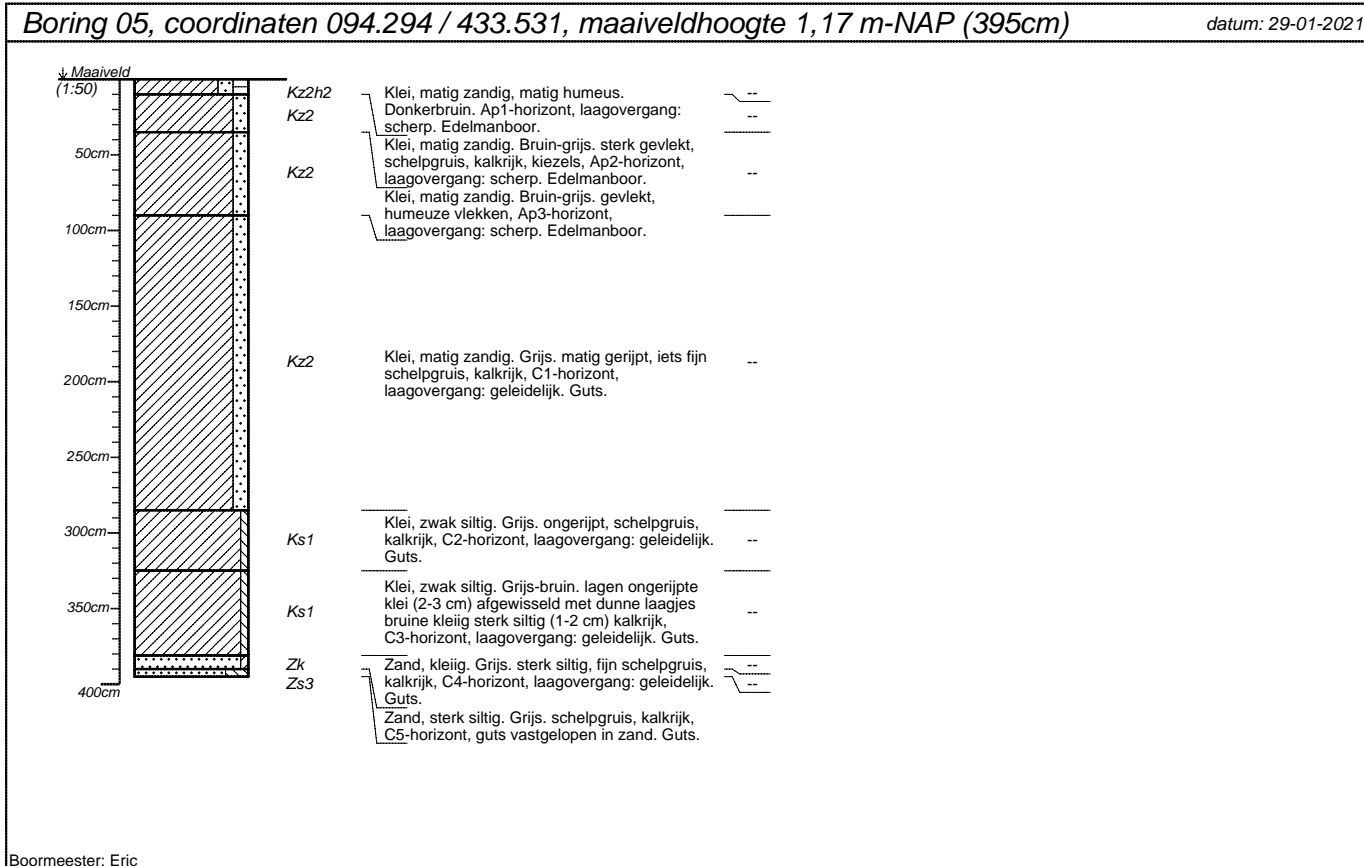 Boring 05, coordinaten 094.294 / 433.531, maaiveldhoogte 1,17 m-NAP (395cm)
datum: 29-01-2021
Maaiveld
(1:50)
50cm
100cm
150cm
200cm
250cm
300cm
350cm
400cm
Kz2h2
Klei, matig zandig, matig humeus.
Donkerbruin. Ap1-horizont, laagovergang:
scherp. Edelmanboor.
--
Kz2
Klei, matig zandig. Bruin-grijs. sterk gevlekt,
schelpgruis, kalkrijk, kiezels, Ap2-horizont,
laagovergang: scherp. Edelmanboor.
--
Kz2
Klei, matig zandig. Bruin-grijs. gevlekt,
humeuze vlekken, Ap3-horizont,
laagovergang: scherp. Edelmanboor.
--
Kz2
Klei, matig zandig. Grijs. matig gerijpt, iets fijn
schelpgruis, kalkrijk, C1-horizont,
laagovergang: geleidelijk. Guts.
--
Ks1
Klei, zwak siltig. Grijs. ongerijpt, schelpgruis,
kalkrijk, C2-horizont, laagovergang: geleidelijk.
Guts.
--
Ks1
Klei, zwak siltig. Grijs-bruin. lagen ongerijpte
klei (2-3 cm) afgewisseld met dunne laagjes
bruine kleiig sterk siltig (1-2 cm) kalkrijk,
C3-horizont, laagovergang: geleidelijk. Guts.
--
Zk
Zand, kleiig. Grijs. sterk siltig, fijn schelpgruis,
kalkrijk, C4-horizont, laagovergang: geleidelijk.
Guts.
--
Zs3
Zand, sterk siltig. Grijs. schelpgruis, kalkrijk,
C5-horizont, guts vastgelopen in zand. Guts.
--
Boormeester: Eric